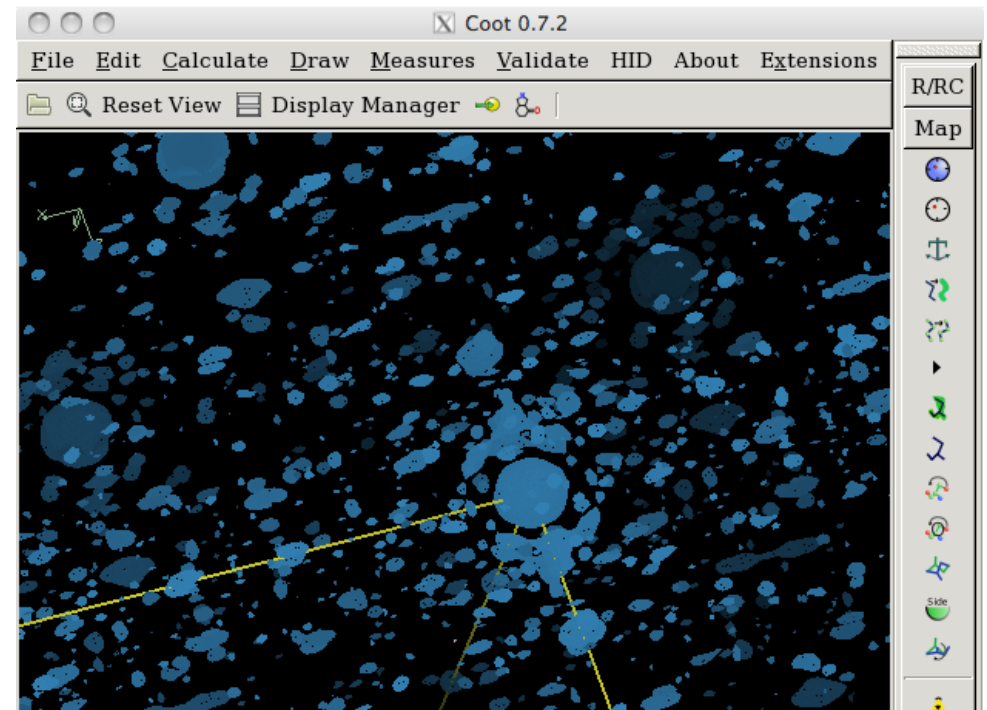 X Coot 0.7.2
File Edit Calculate Draw Measures Validate HID About Extensions
R/RC
Reset View Display Manager
Map
x
Side